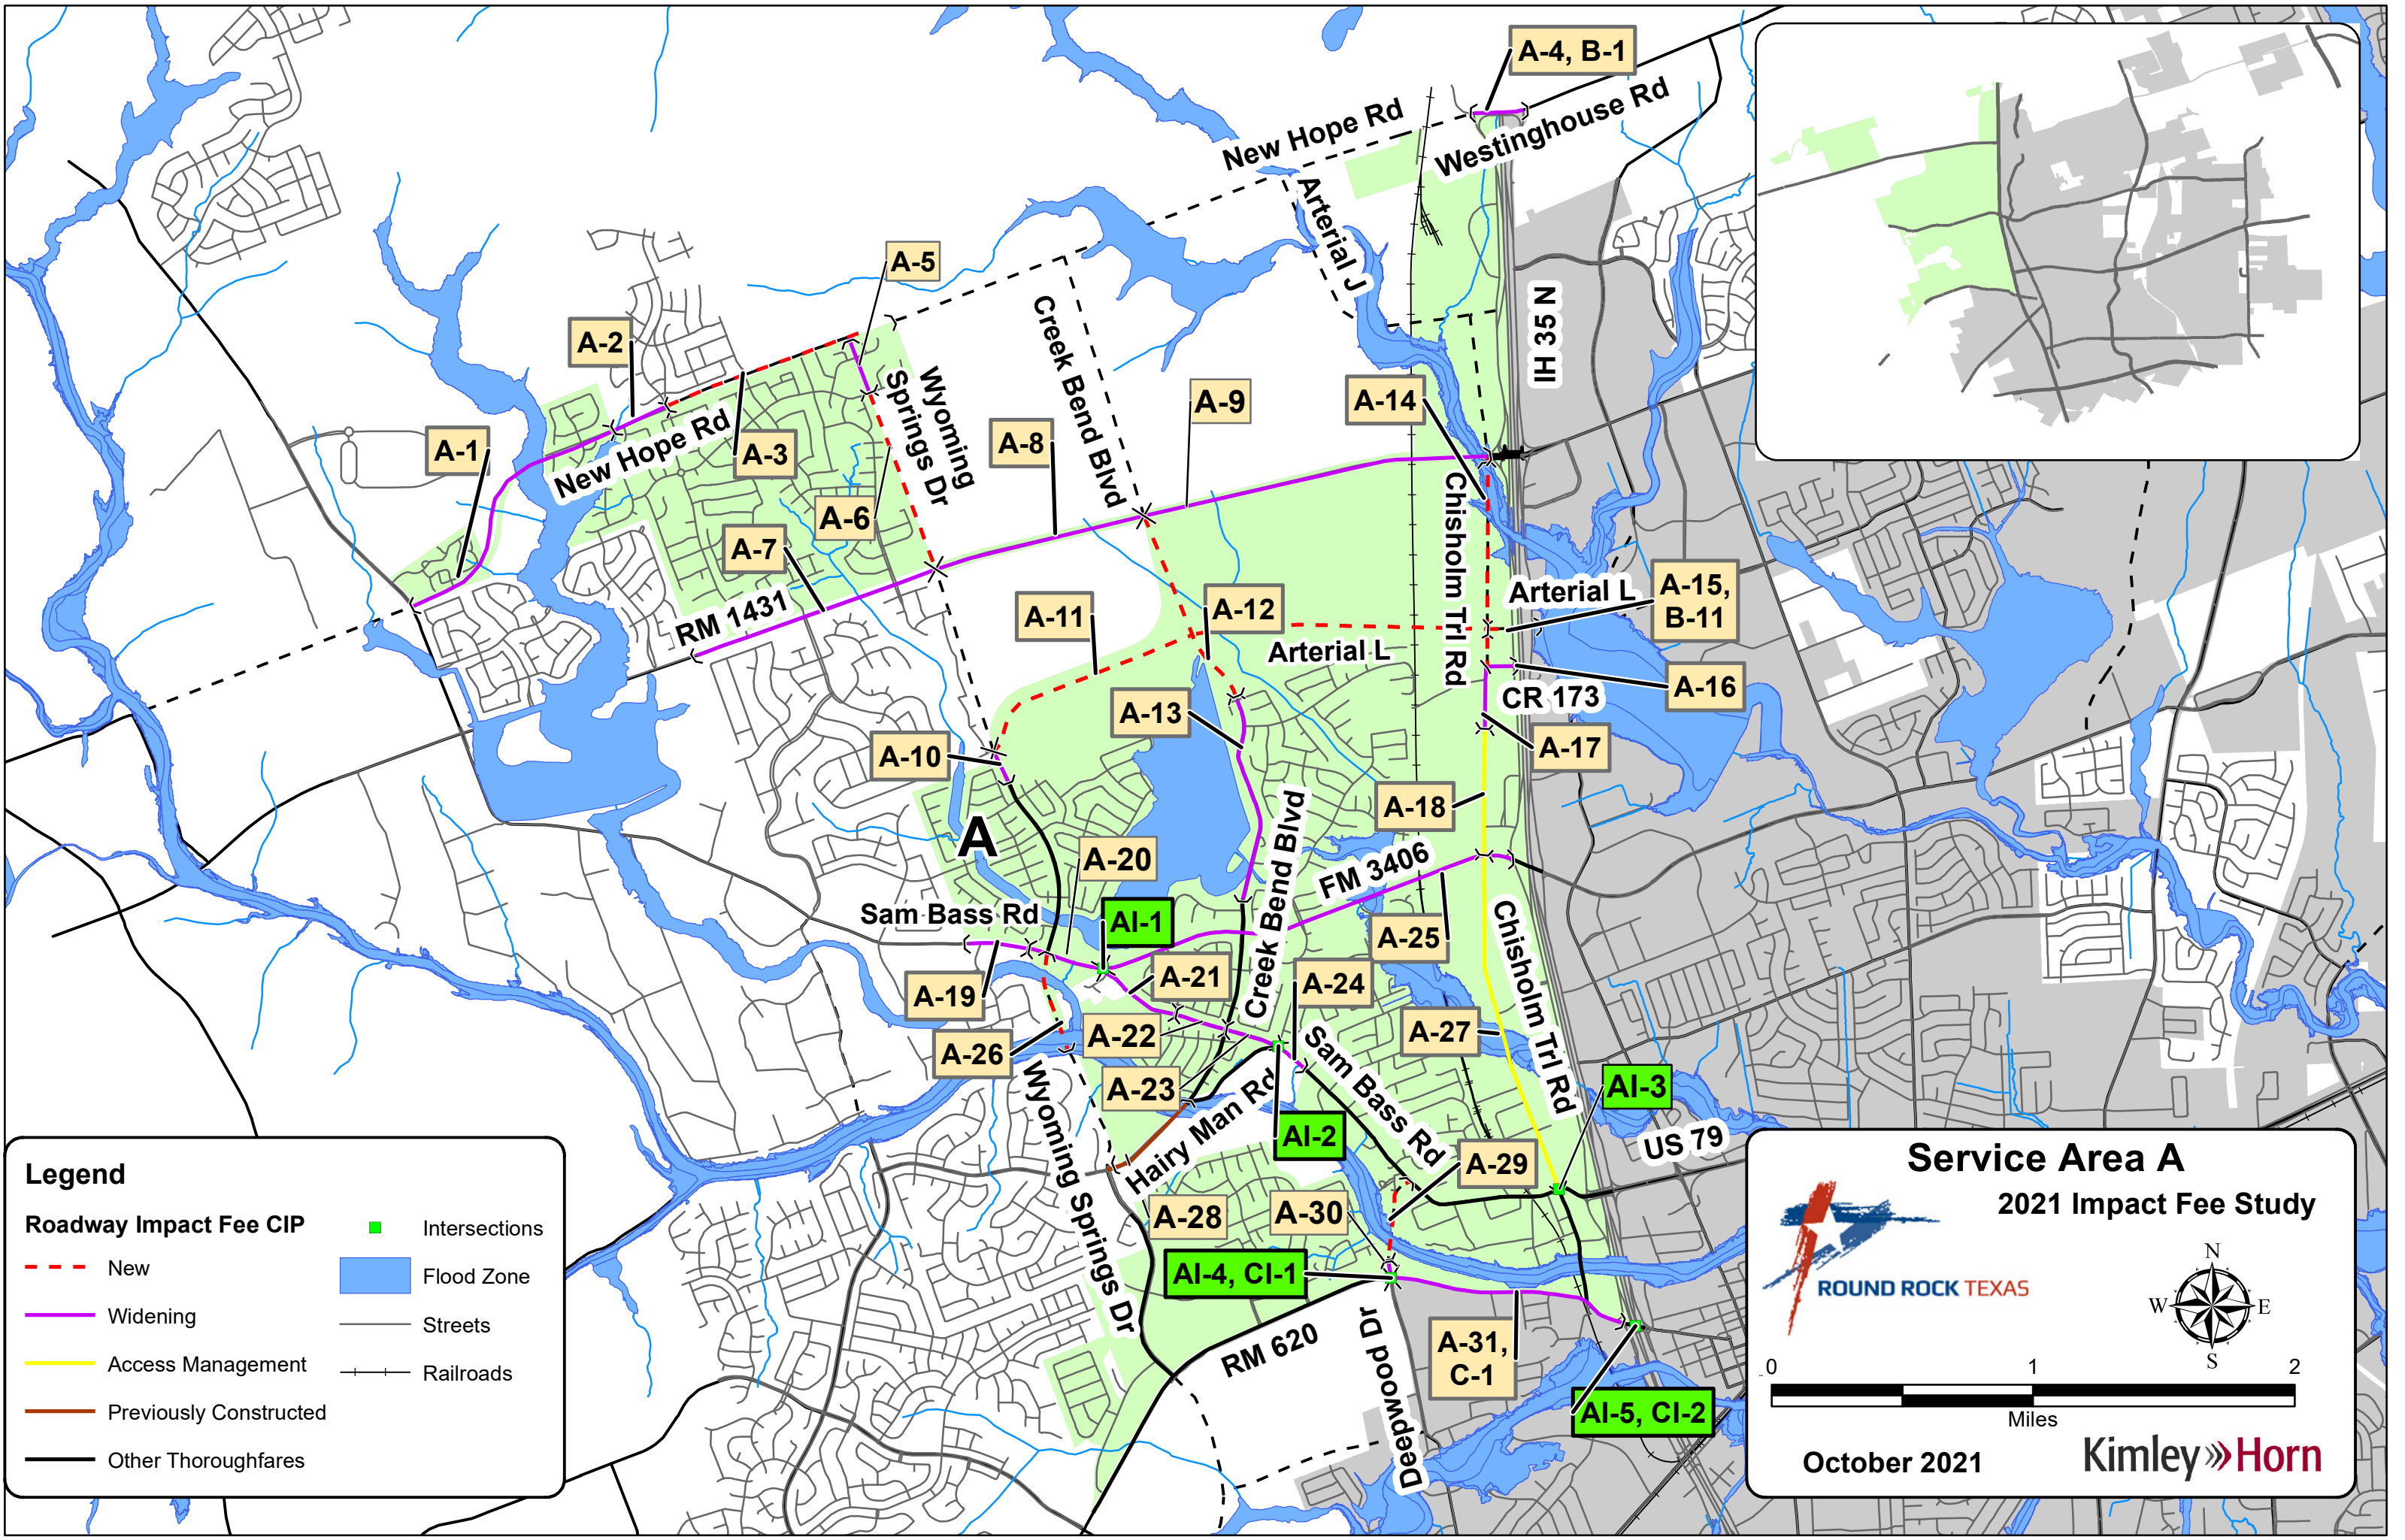 A-4, B-1
New Hope Rd
Westinghouse Rd
Arterial J
A-5
Creek Bend Blvd
IH 35 N
A-2
Wyoming
Springs Dr
A-9
A-14
A-8
A-1
New Hope Rd
A-3
A-6
A-7
Chisholm Trl Rd
RM 1431
A-11
A-12
Arterial L
A-15,
B-11
Arterial L
A-16
CR 173
A-13
A-17
A-10
A-18
A
A-20
FM 3406
Creek Bend Blvd
Sam Bass Rd
AI-1
A-25
Chisholm Trl Rd
A-19
A-21
A-24
A-22
A-27
A-26
Sam Bass Rd
A-23
AI-3
Hairy Man Rd
AI-2
US 79
Wyoming Springs Dr
A-29
A-28
A-30
AI-4, CI-1
RM 620
Deepwood Dr
A-31,
C-1
AI-5, CI-2
Legend
Roadway Impact Fee CIP
New
Widening
Access Management
Previously Constructed
Other Thoroughfares
Intersections
Flood Zone
Streets
Railroads
Service Area A
2021 Impact Fee Study
ROUND ROCK TEXAS
N
W E
S
0 1 2
Miles
October 2021
Kimley»Horn